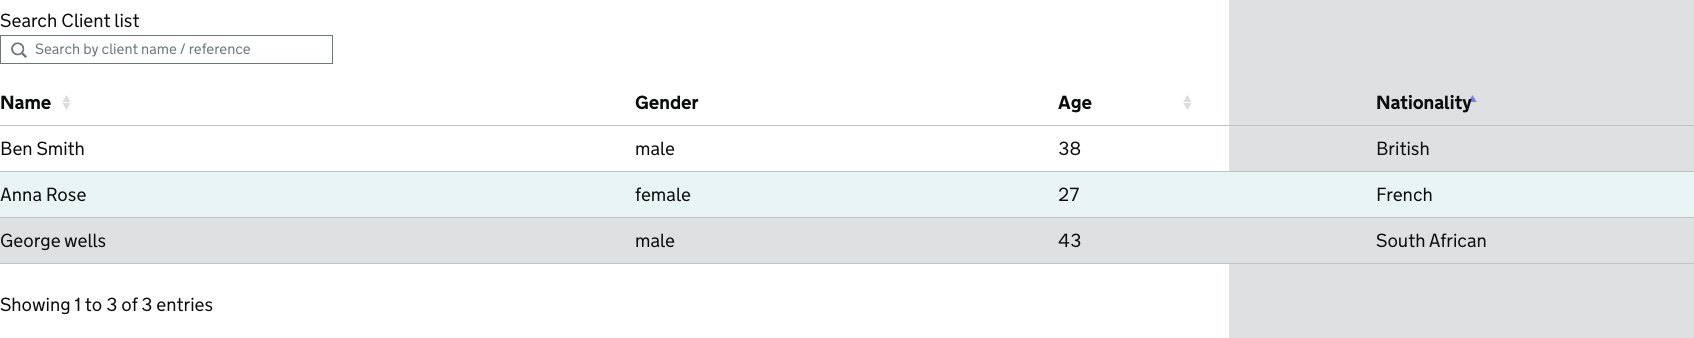 Search Client list
Search by client name / reference
Name Gender Age Nationality
Ben Smith male 38 British
Anna Rose female 27 French
George wells male 43 South African
Showing 1 to 3 of 3 entries